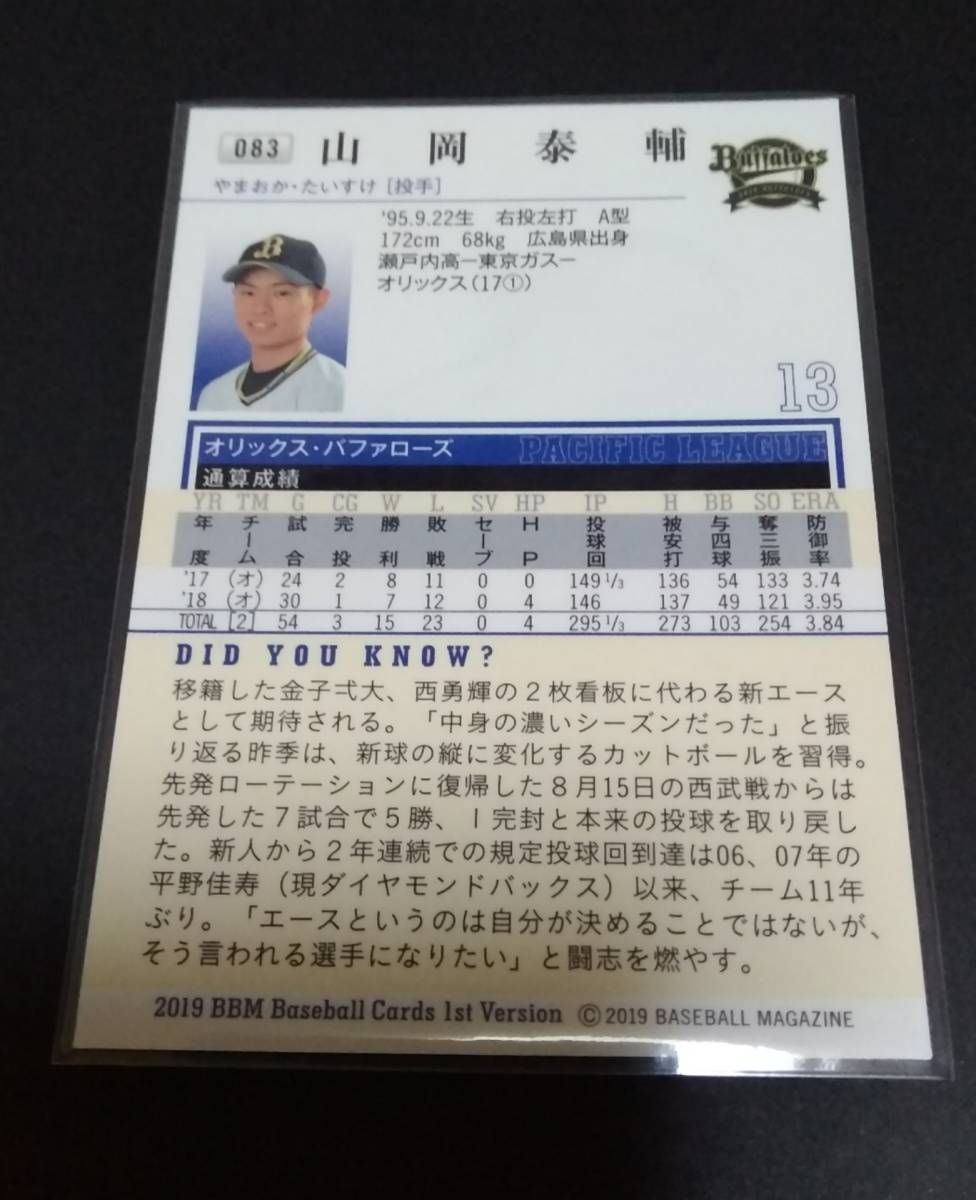 083 山岡泰輔
Buffaloes
やまおか・たいすけ［投手］
'95.9.22生 右投左打 A型
172cm 68kg 広島県出身
瀬戸内高ー東京ガスー
オリックス（17①）
B
13
オリックス・バファローズ PACIFIC LEAGUE
通算成績
YR TM G CG W L SV HP IP H BB SO ERA
年度 チーム 試合 完投 勝利 敗戦 セーブ HP 投球回 被安打 与四球 奪三振 防御率
'17 （オ） 24 2 8 11 0 0 149 1/3 136 54 133 3.74
'18 （オ） 30 1 7 12 0 4 146 137 49 121 3.95
TOTAL [2] 54 3 15 23 0 4 295 1/3 273 103 254 3.84
DID YOU KNOW?
移籍した金子弌大、西勇輝の２枚看板に代わる新エース
として期待される。「中身の濃いシーズンだった」と振
り返る昨季は、新球の縦に変化するカットボールを習得。
先発ローテーションに復帰した８月15日の西武戦からは
先発した７試合で５勝、１完封と本来の投球を取り戻し
た。新人から２年連続での規定投球回到達は06、07年の
平野佳寿（現ダイヤモンドバックス）以来、チーム11年
ぶり。「エースというのは自分が決めることではないが、
そう言われる選手になりたい」と闘志を燃やす。
2019 BBM Baseball Cards 1st Version ©2019 BASEBALL MAGAZINE